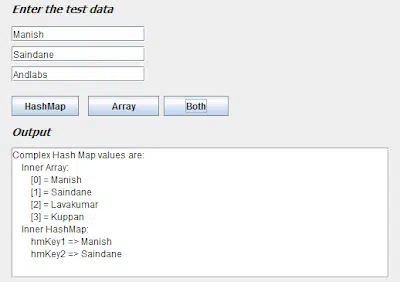 Enter the test data
Manish
Saindane
Andlabs
HashMap Array Both
Output
Complex Hash Map values are:
Inner Array:
[0] = Manish
[1] = Saindane
[2] = Lavakumar
[3] = Kuppan
Inner HashMap:
hmKey1 => Manish
hmKey2 => Saindane